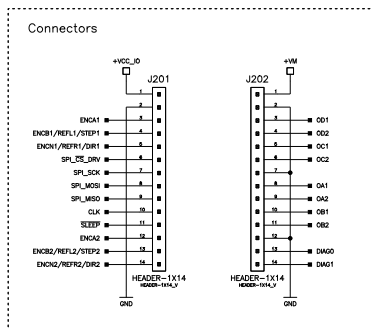 Connectors
+VCC_IO
J201
1
2
ENCA1 3
ENCB1/REFL1/STEP1 4
ENCN1/REFR1/DIR1 5
SPI_CS_DRV 6
SPI_SCK 7
SPI_MOSI 8
SPI_MISO 9
CLK 10
SLEEP 11
ENCA2 12
ENCB2/REFL2/STEP2 13
ENCN2/REFR2/DIR2 14
HEADER-1X14
HEADER-1X14_V
GND
+VM
J202
1
2
3 OD1
4 OD2
5 OC1
6 OC2
7
8 OA1
9 OA2
10 OB1
11 OB2
12
13 DIAG0
14 DIAG1
HEADER-1X14
HEADER-1X14_V
GND